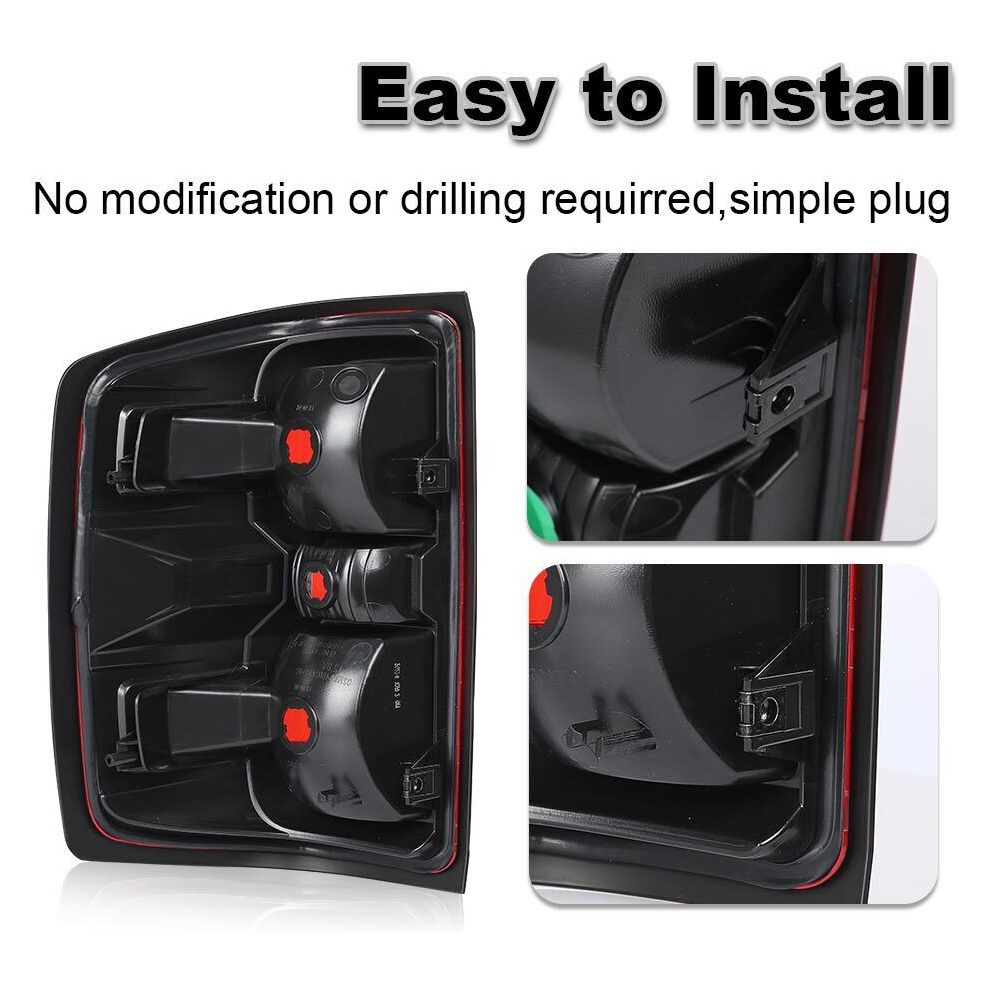 Easy to Install
No modification or drilling requirred,simple plug